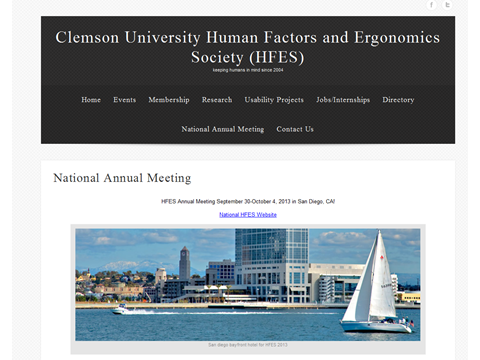 Clemson University Human Factors and Ergonomics
Society (HFES)
keeping humans in mind since 2004
Home Events Membership Research Usability Projects Jobs/Internships Directory
National Annual Meeting Contact Us
National Annual Meeting
HFES Annual Meeting September 30-October 4, 2013 in San Diego, CA!
National HFES Website
San diego bayfront hotel for HFES 2013